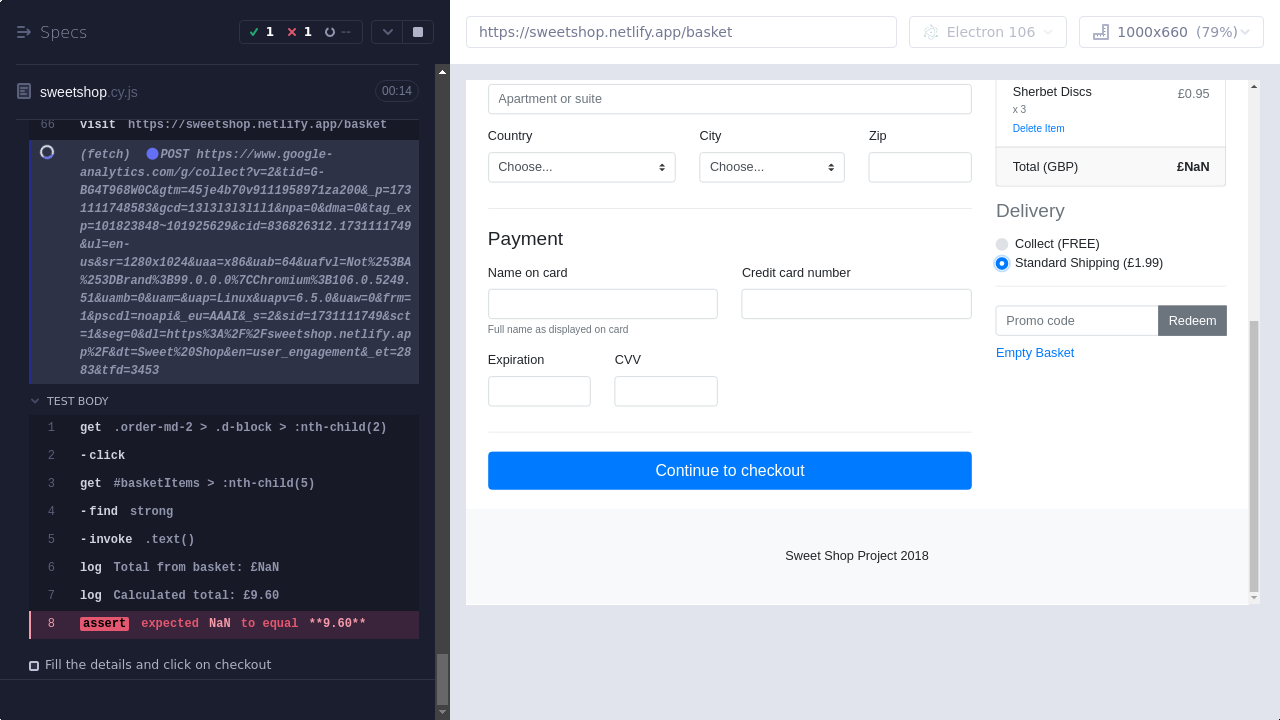 Specs
1
1
--
sweetshop.cy.js
00:14
66 visit https://sweetshop.netlify.app/basket
(fetch) POST https://www.google-
analytics.com/g/collect?v=2&tid=G-
BG4T968W0C&gtm=45je4b70v9111958971za200&_p=173
1111748583&gcd=13l3l3l3l1l1&npa=0&dma=0&tag_ex
p=101823848~101925629&cid=836826312.1731111749
&ul=en-
us&sr=1280x1024&uaa=x86&uab=64&uafvl=Not%253BA
%253DBrand%3B99.0.0.0%7CChromium%3B106.0.5249.
51&uamb=0&uam=&uap=Linux&uapv=6.5.0&uaw=0&frm=
1&pscdl=noapi&_eu=AAAI&_s=2&sid=1731111749&sct
=1&seg=0&dl=https%3A%2F%2Fsweetshop.netlify.ap
p%2F&dt=Sweet%20Shop&en=user_engagement&_et=28
83&tfd=3453
TEST BODY
1 get .order-md-2 > .d-block > :nth-child(2)
2 -click
3 get #basketItems > :nth-child(5)
4 -find strong
5 -invoke .text()
6 log Total from basket: £NaN
7 log Calculated total: £9.60
8 assert expected NaN to equal **9.60**
Fill the details and click on checkout
https://sweetshop.netlify.app/basket
Electron 106
1000x660 (79%)
Apartment or suite
Country
City
Zip
Choose...
Choose...
Payment
Name on card
Credit card number
Full name as displayed on card
Expiration
CVV
Continue to checkout
Sherbet Discs
£0.95
x 3
Delete Item
Total (GBP)
£NaN
Delivery
Collect (FREE)
Standard Shipping (£1.99)
Promo code
Redeem
Empty Basket
Sweet Shop Project 2018